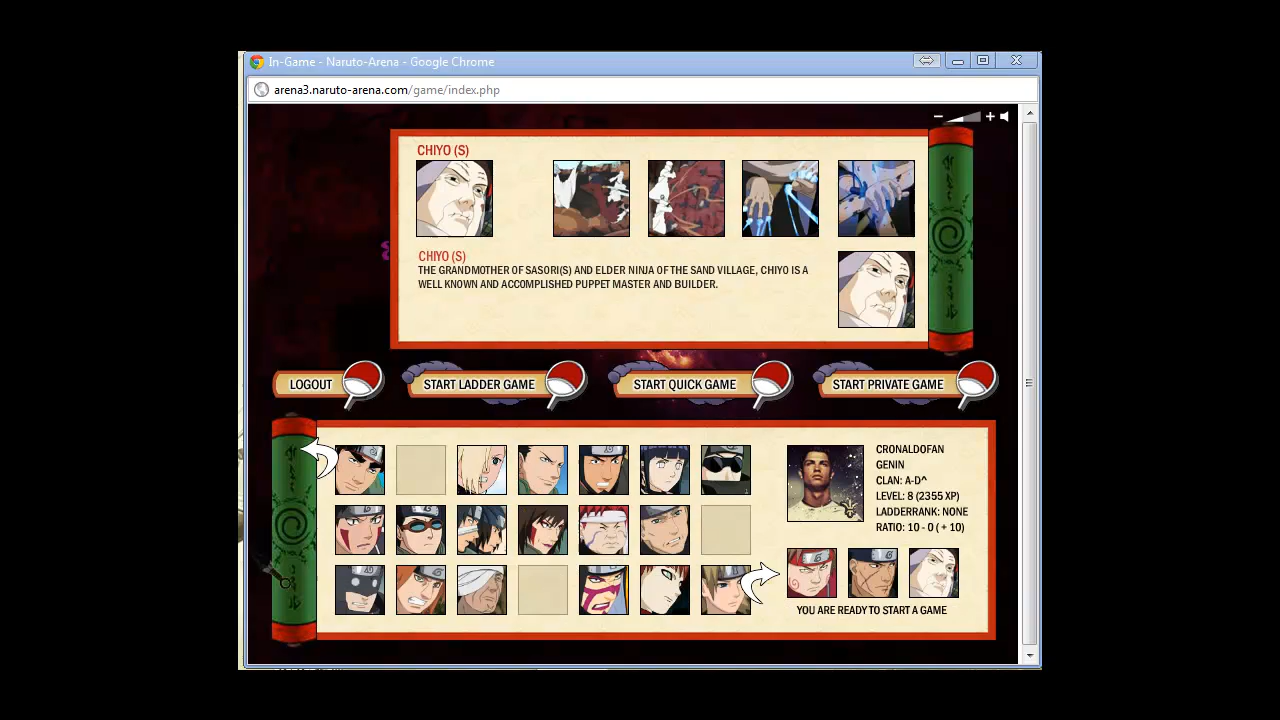 In-Game - Naruto-Arena - Google Chrome
arena3.naruto-arena.com/game/index.php
CHIYO (S)
CHIYO (S)
THE GRANDMOTHER OF SASORI(S) AND ELDER NINJA OF THE SAND VILLAGE, CHIYO IS A
WELL KNOWN AND ACCOMPLISHED PUPPET MASTER AND BUILDER.
LOGOUT
START LADDER GAME
START QUICK GAME
START PRIVATE GAME
CRONALDOFAN
GENIN
CLAN: A-D^
LEVEL: 8 (2355 XP)
LADDERRANK: NONE
RATIO: 10 - 0 ( + 10)
YOU ARE READY TO START A GAME